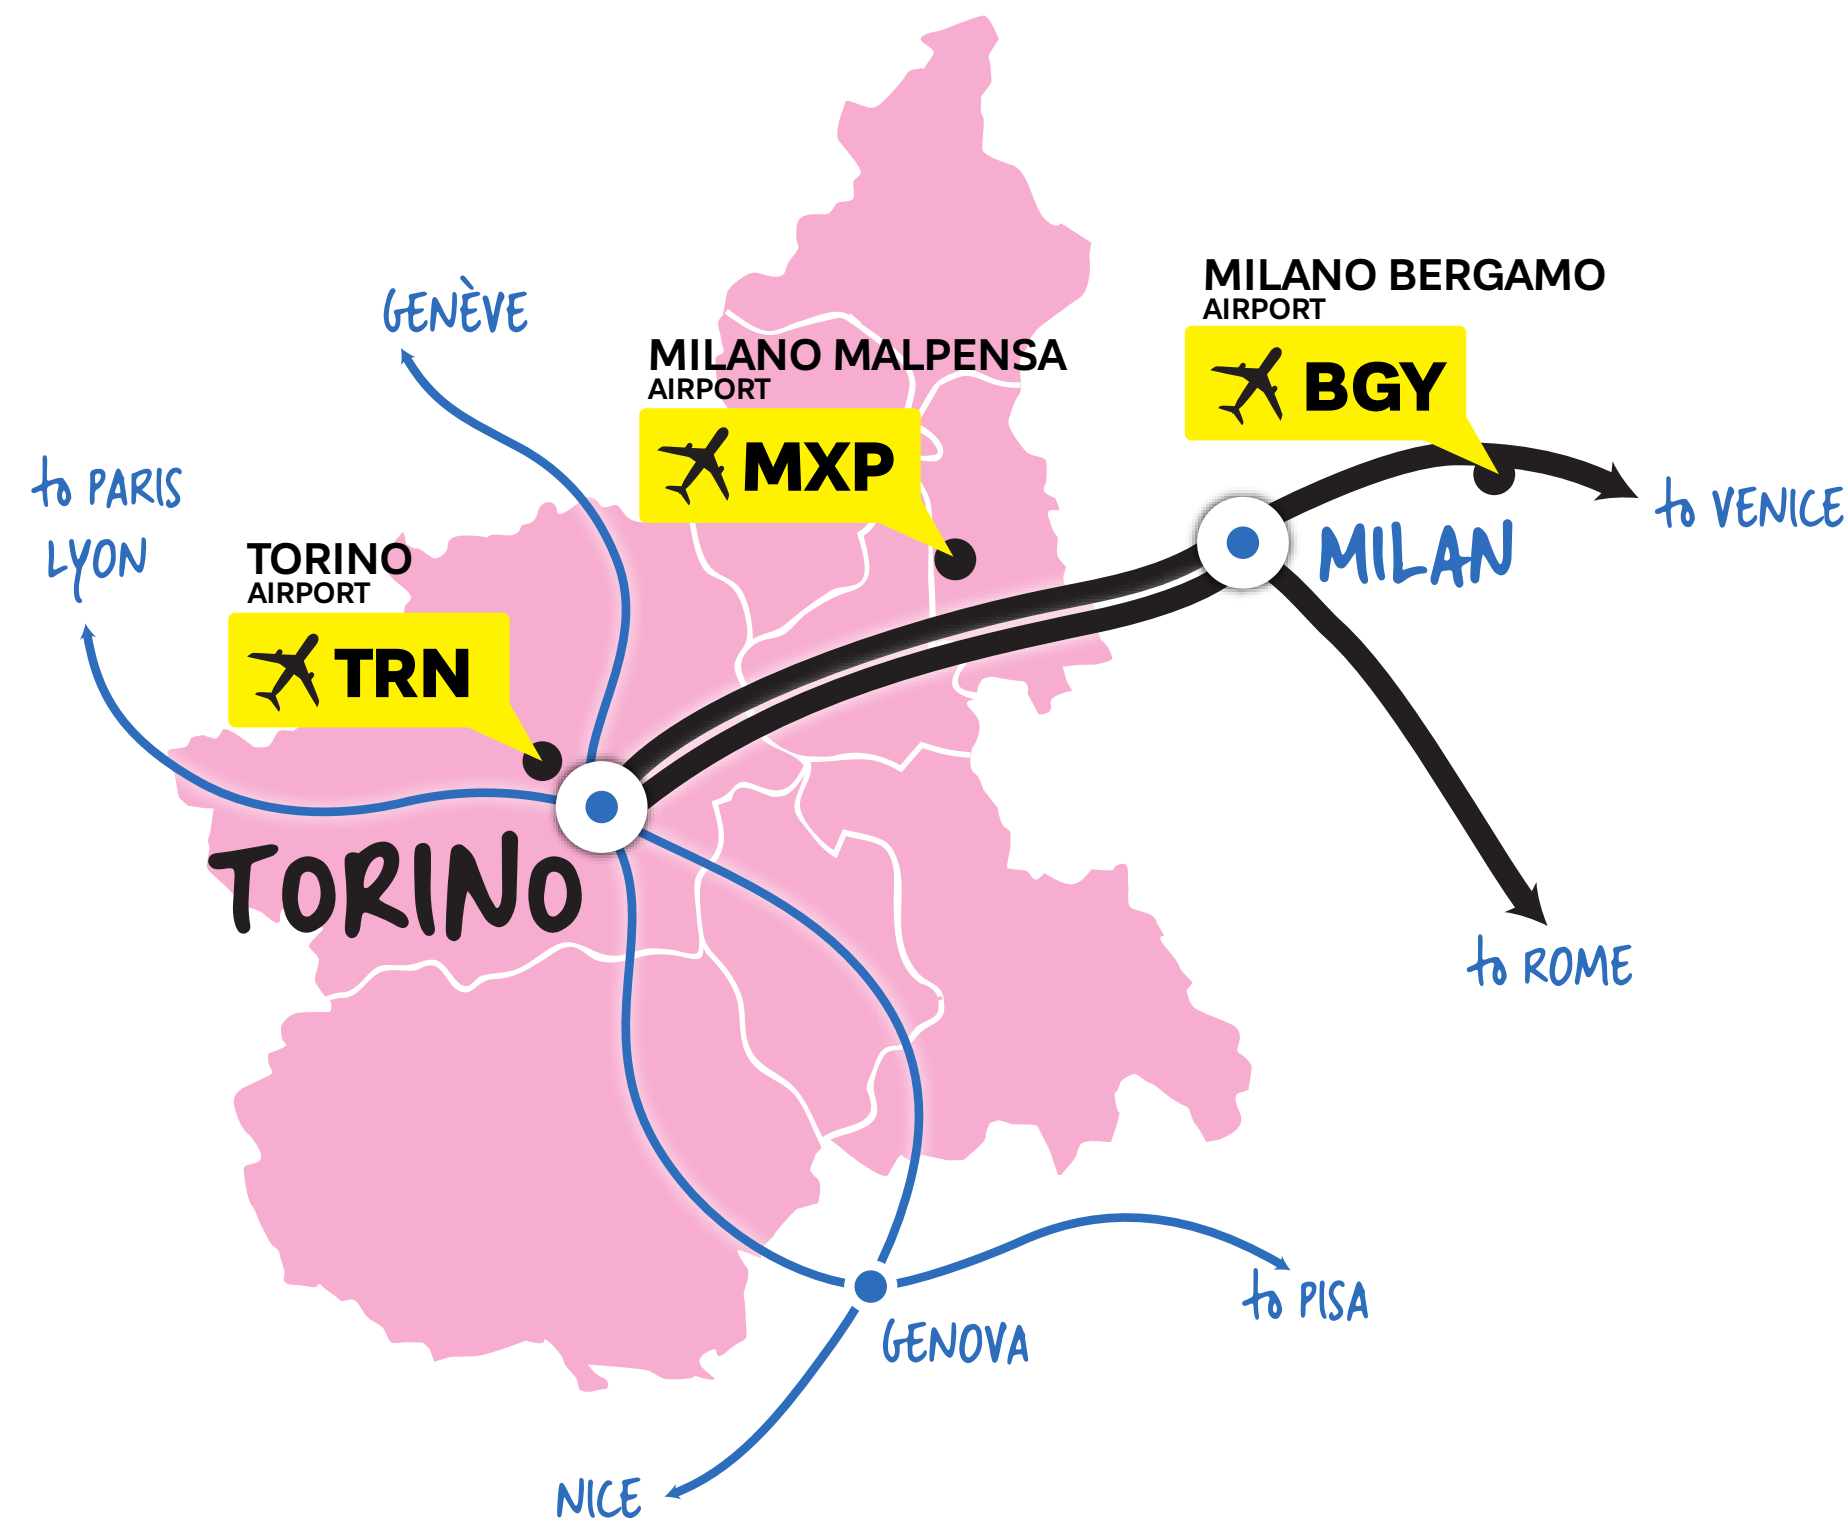 MILANO BERGAMO
AIRPORT
BGY
GENÈVE
MILANO MALPENSA
AIRPORT
MXP
to PARIS
LYON
to VENICE
MILAN
TORINO
AIRPORT
TRN
TORINO
to ROME
to PISA
GENOVA
NICE